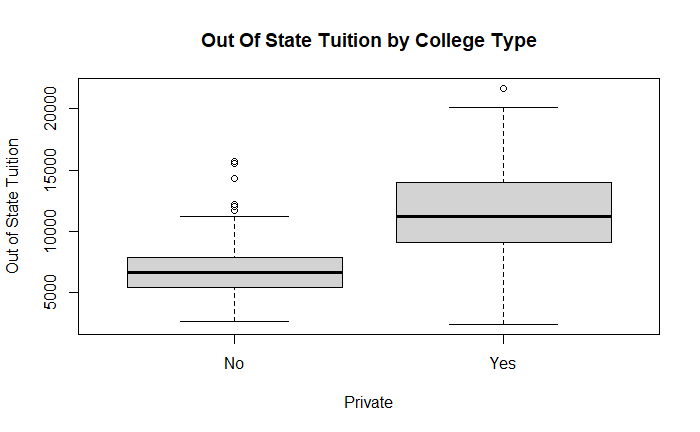 Out Of State Tuition by College Type
Out of State Tuition
20000
15000
10000
5000
No
Yes
Private